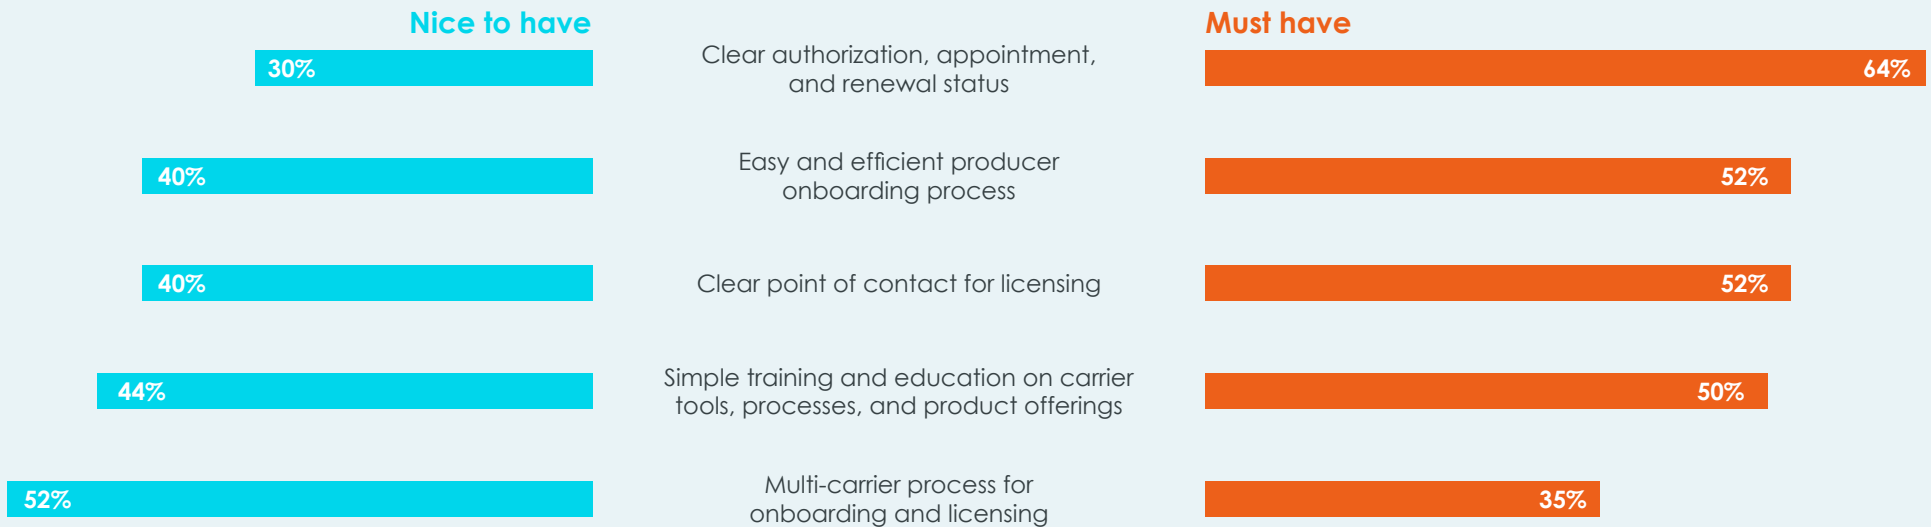 Nice to have
Must have
30%
Clear authorization, appointment,
and renewal status
64%
40%
Easy and efficient producer
onboarding process
52%
40%
Clear point of contact for licensing
52%
44%
Simple training and education on carrier
tools, processes, and product offerings
50%
52%
Multi-carrier process for
onboarding and licensing
35%